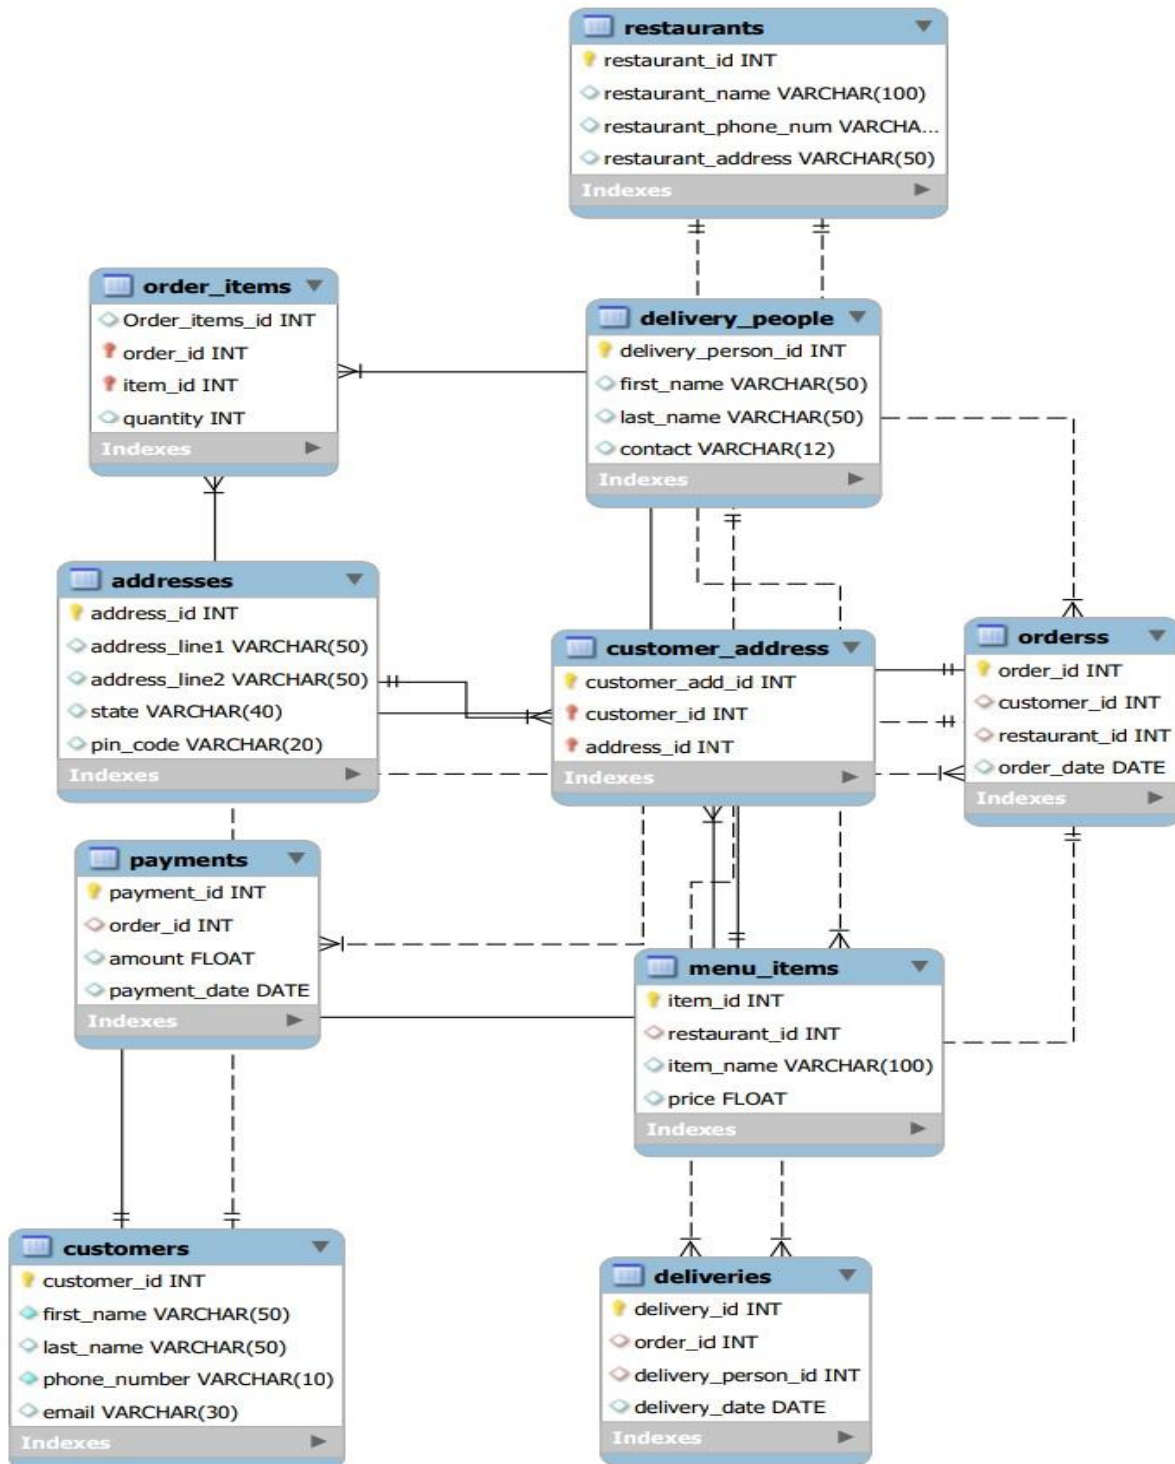 restaurants
restaurant_id INT
restaurant_name VARCHAR(100)
restaurant_phone_num VARCHA...
restaurant_address VARCHAR(50)
Indexes
order_items
Order_items_id INT
order_id INT
item_id INT
quantity INT
Indexes
delivery_people
delivery_person_id INT
first_name VARCHAR(50)
last_name VARCHAR(50)
contact VARCHAR(12)
Indexes
addresses
address_id INT
address_line1 VARCHAR(50)
address_line2 VARCHAR(50)
state VARCHAR(40)
pin_code VARCHAR(20)
Indexes
customer_address
customer_add_id INT
customer_id INT
address_id INT
Indexes
orderss
order_id INT
customer_id INT
restaurant_id INT
order_date DATE
Indexes
payments
payment_id INT
order_id INT
amount FLOAT
payment_date DATE
Indexes
menu_items
item_id INT
restaurant_id INT
item_name VARCHAR(100)
price FLOAT
Indexes
customers
customer_id INT
first_name VARCHAR(50)
last_name VARCHAR(50)
phone_number VARCHAR(10)
email VARCHAR(30)
Indexes
deliveries
delivery_id INT
order_id INT
delivery_person_id INT
delivery_date DATE
Indexes